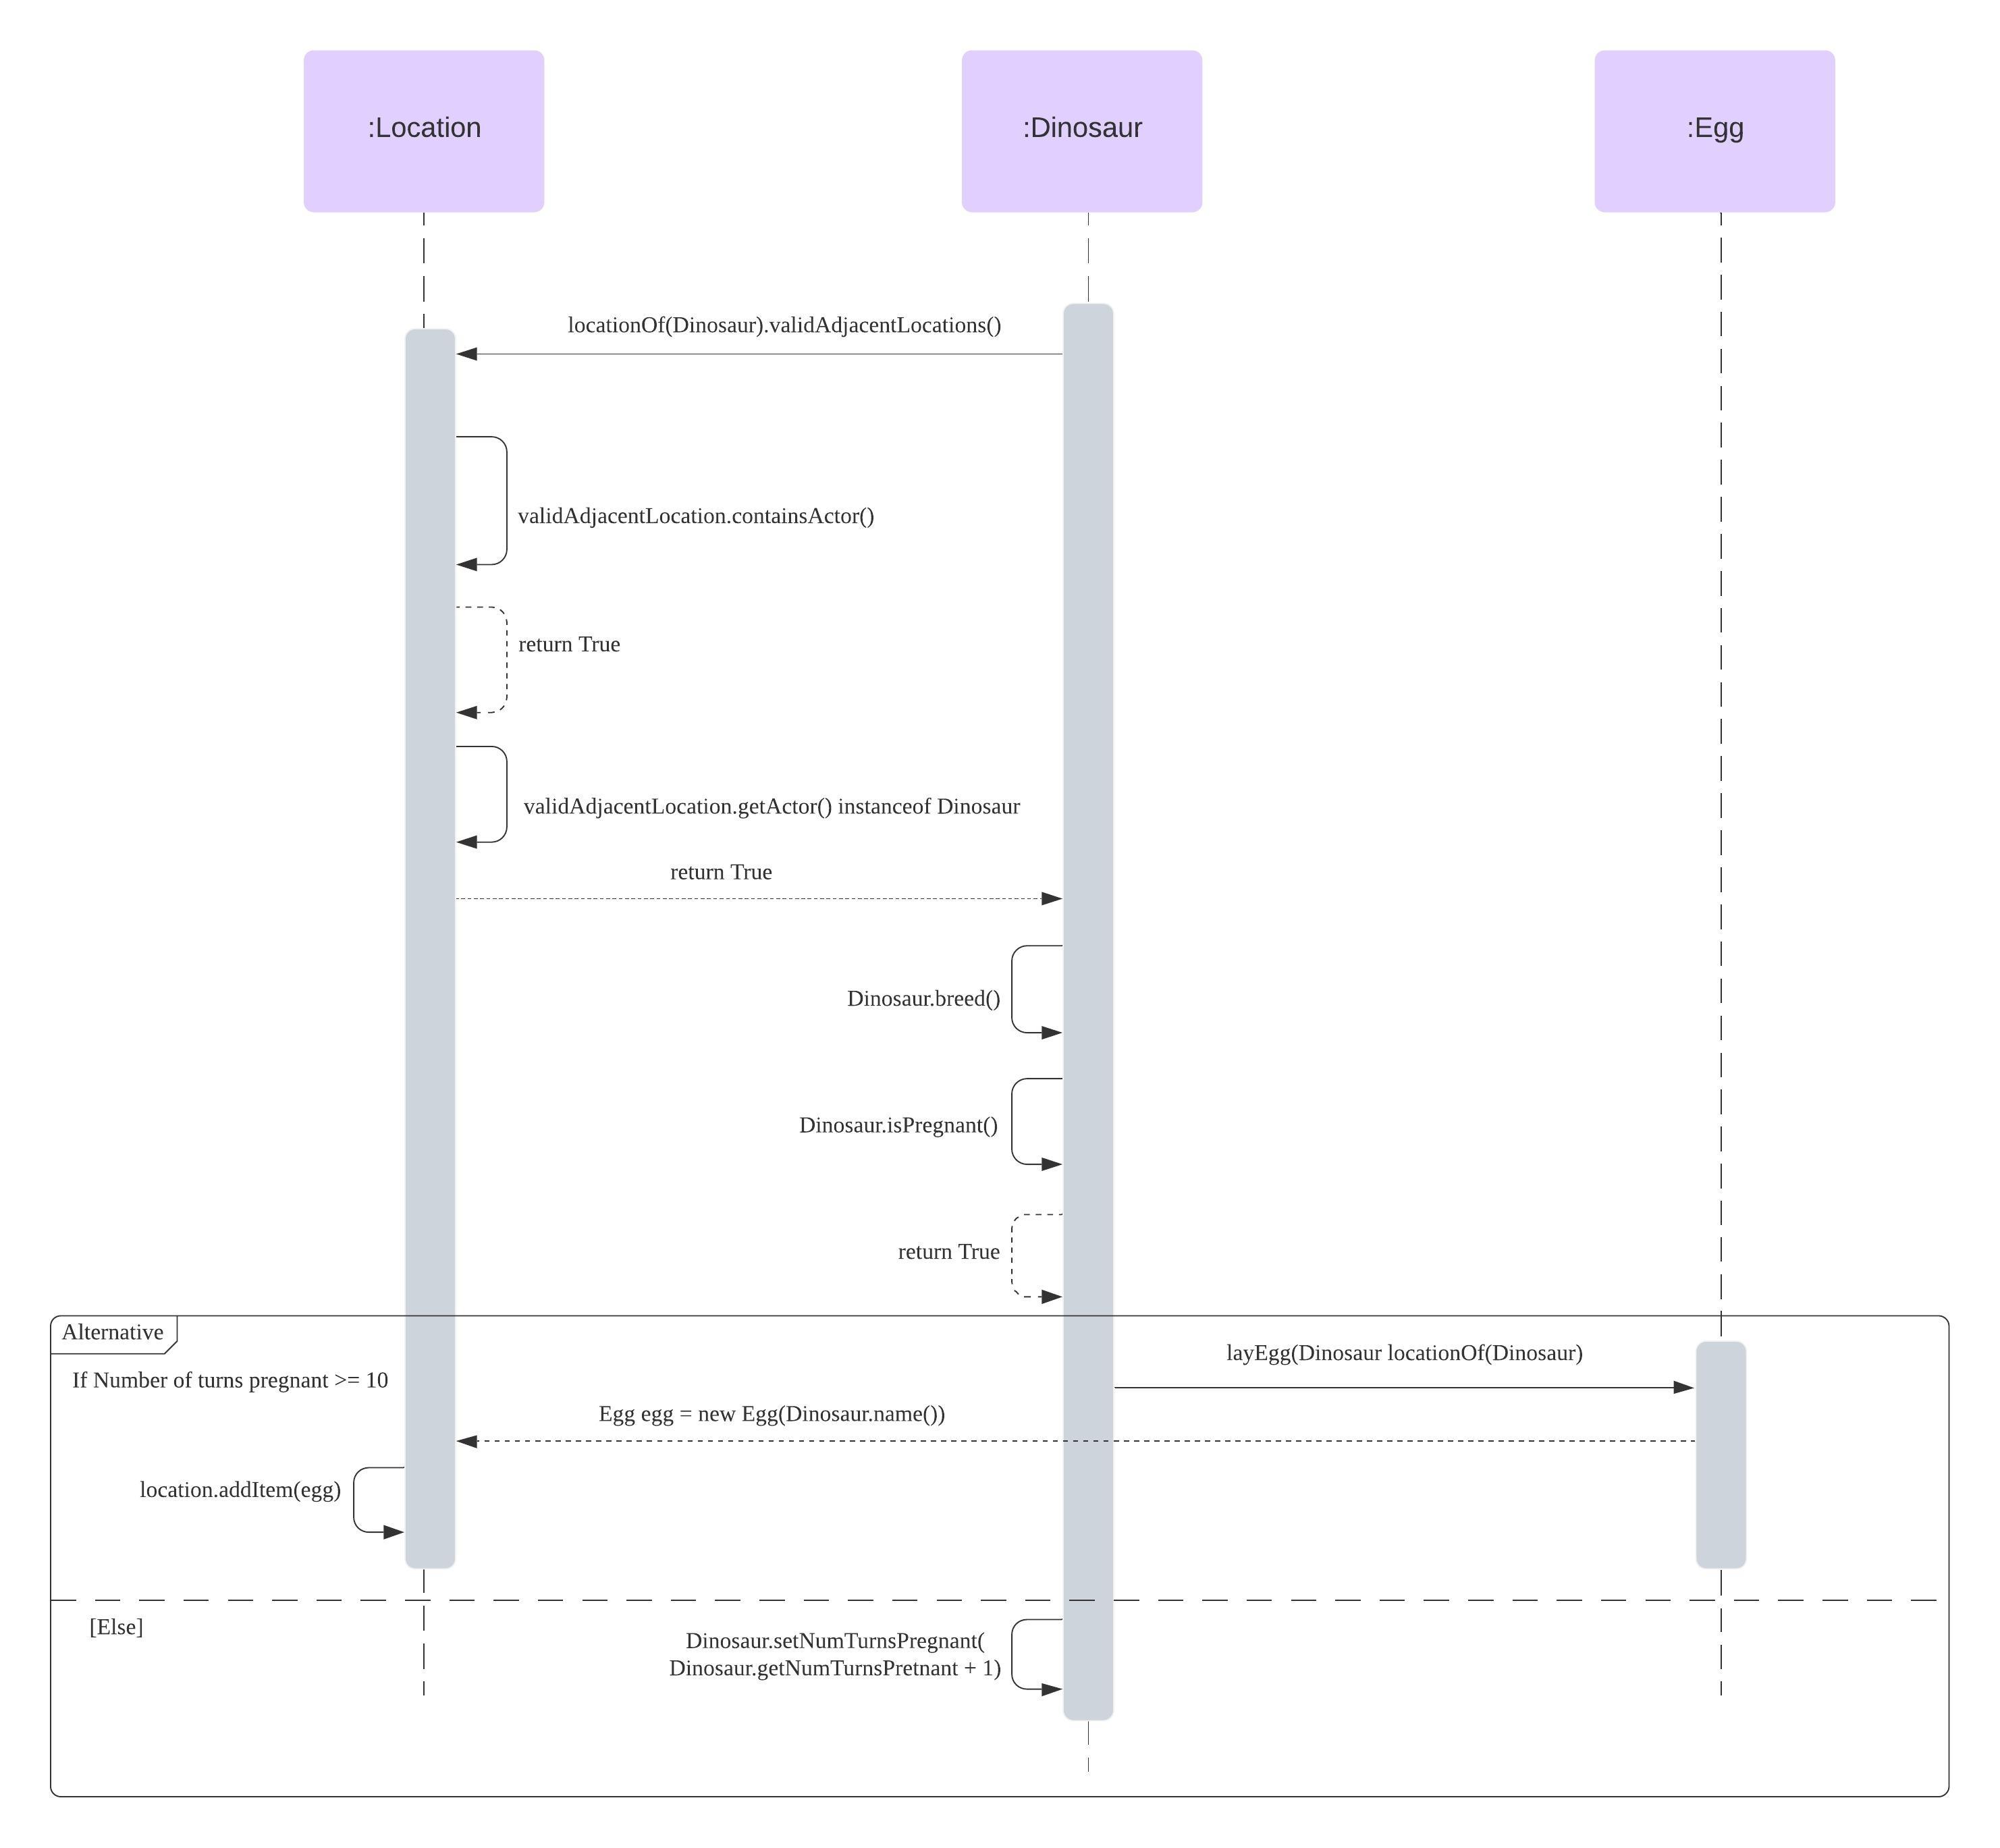 :Location
:Dinosaur
:Egg
locationOf(Dinosaur).validAdjacentLocations()
validAdjacentLocation.containsActor()
return True
validAdjacentLocation.getActor() instanceof Dinosaur
return True
Dinosaur.breed()
Dinosaur.isPregnant()
return True
Alternative
layEgg(Dinosaur locationOf(Dinosaur)
If Number of turns pregnant >= 10
Egg egg = new Egg(Dinosaur.name())
location.addItem(egg)
[Else]
Dinosaur.setNumTurnsPregnant(
Dinosaur.getNumTurnsPretnant + 1)